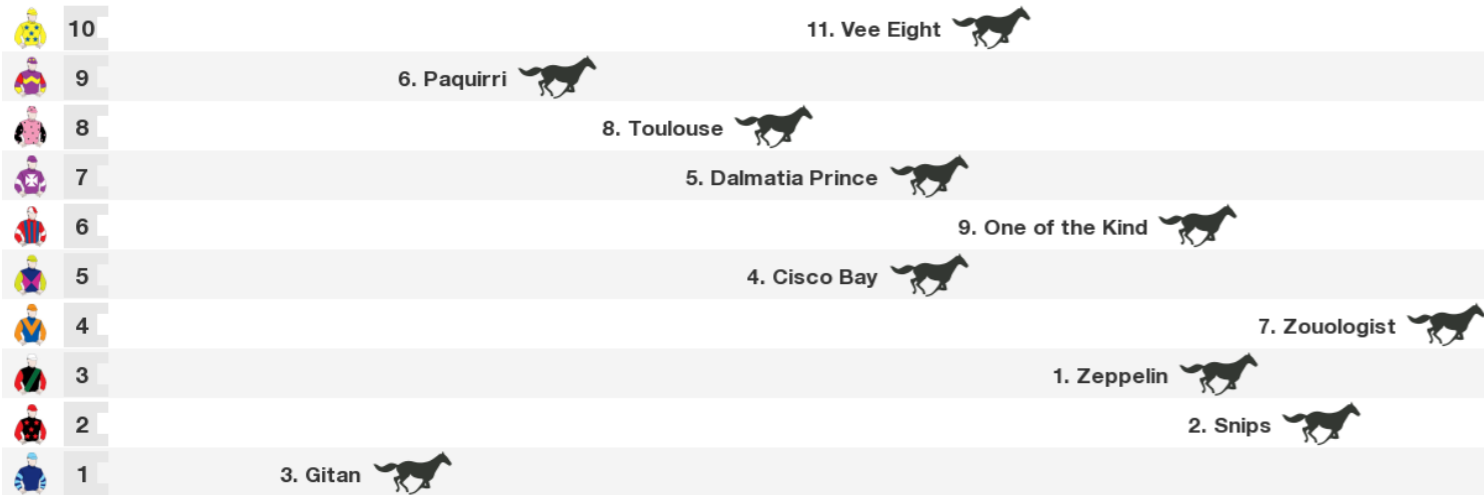 10 11. Vee Eight
9 6. Paquirri
8 8. Toulouse
7 5. Dalmatia Prince
6 9. One of the Kind
5 4. Cisco Bay
4 7. Zouologist
3 1. Zeppelin
2 2. Snips
1 3. Gitan